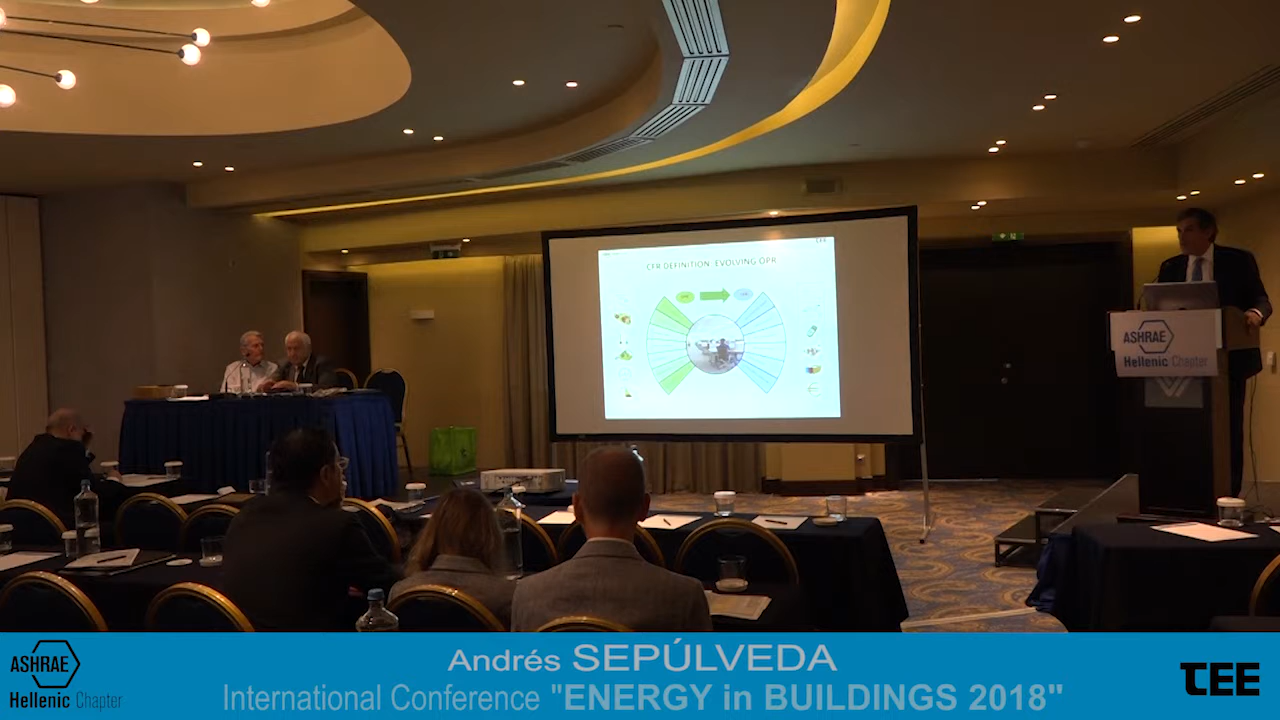 TEE
CFR DEFINITION: EVOLVING OPR
ASHRAE
Hellenic Chapter
ASHRAE
Hellenic Chapter
Andrés SEPÚLVEDA
International Conference "ENERGY in BUILDINGS 2018"
TEE